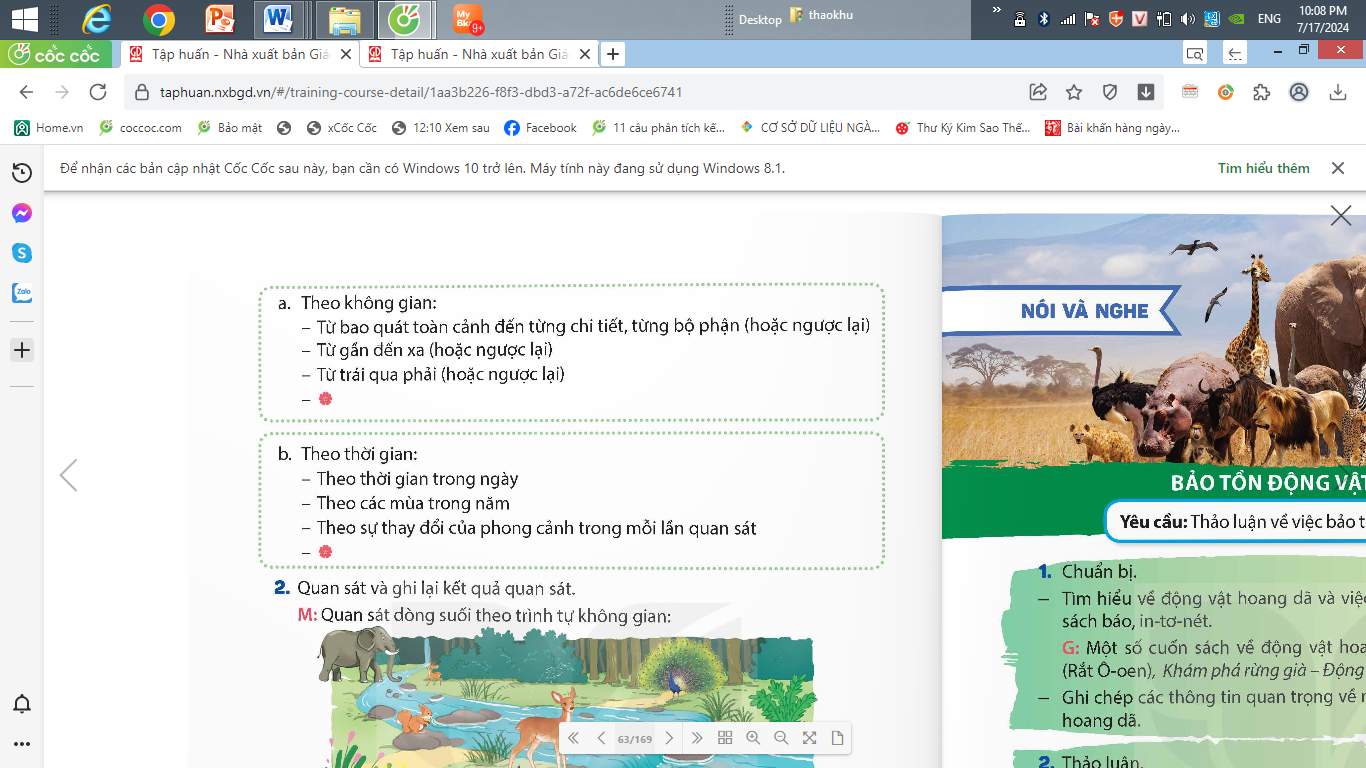 Desktop
thaokhu
ENG
10:08 PM
7/17/2024
My
Bk
9+
cốc cốc
Tập huấn - Nhà xuất bản Giá
Tập huấn - Nhà xuất bản Giá
taphuan.nxbgd.vn/#/training-course-detail/1aa3b226-f8f3-dbd3-a72f-ac6de6ce6741
Home.vn
coccoc.com
Bảo mật
xCốc Cốc
12:10 Xem sau
Facebook
11 câu phân tích kế...
CƠ SỞ DỮ LIỆU NGÀ...
Thư Ký Kim Sao Thế...
Bài khấn hàng ngày...
Để nhận các bản cập nhật Cốc Cốc sau này, bạn cần có Windows 10 trở lên. Máy tính này đang sử dụng Windows 8.1.
Tìm hiểu thêm
Zalo
a. Theo không gian:
– Từ bao quát toàn cảnh đến từng chi tiết, từng bộ phận (hoặc ngược lại)
– Từ gần đến xa (hoặc ngược lại)
– Từ trái qua phải (hoặc ngược lại)
–
b. Theo thời gian:
– Theo thời gian trong ngày
– Theo các mùa trong năm
– Theo sự thay đổi của phong cảnh trong mỗi lần quan sát
–
2. Quan sát và ghi lại kết quả quan sát.
M: Quan sát dòng suối theo trình tự không gian:
63/169
NÓI VÀ NGHE
BẢO TỒN ĐỘNG VẬT
Yêu cầu: Thảo luận về việc bảo t
1. Chuẩn bị.
– Tìm hiểu về động vật hoang dã và việc
sách báo, in-tơ-nét.
G: Một số cuốn sách về động vật hoa
(Rắt Ô-oen), Khám phá rừng già – Động
– Ghi chép các thông tin quan trọng về
hoang dã.
2. Thảo luận.